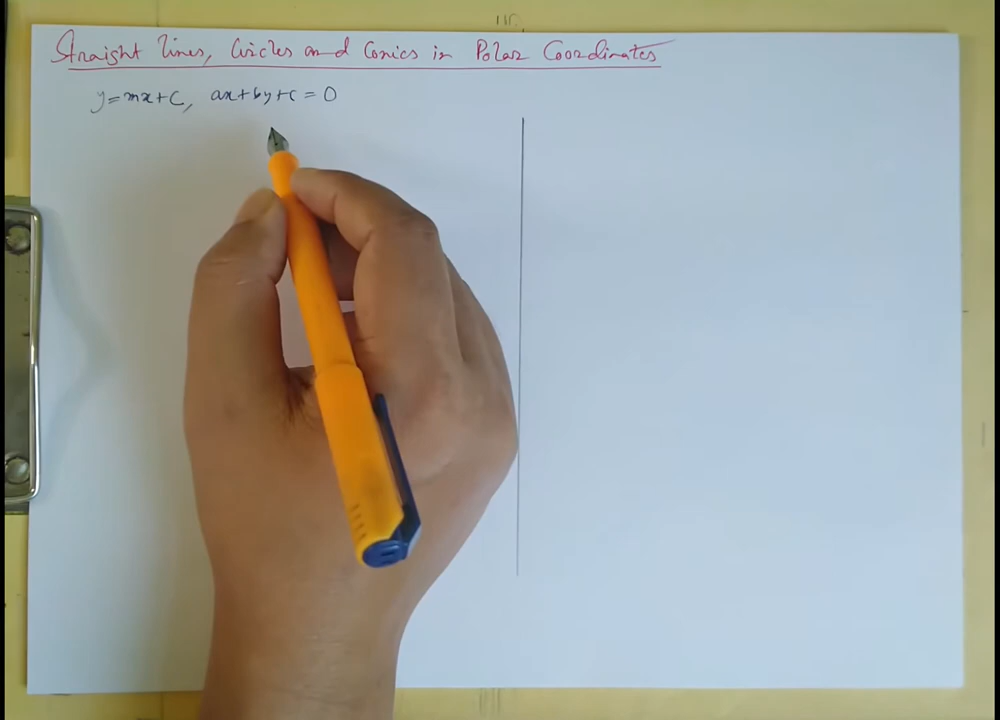 Straight lines, Circles and Conics in Polar Coordinates
y=mx+C, ax+by+c=0